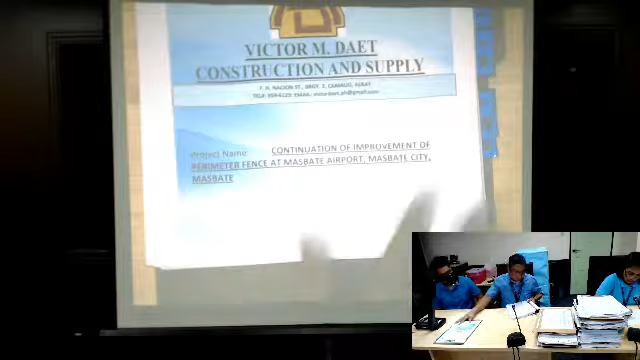 VICTOR M. DAET
CONSTRUCTION AND SUPPLY
Project Name: CONTINUATION OF IMPROVEMENT OF
PERIMETER FENCE AT MASBATE AIRPORT, MASBATE CITY,
MASBATE